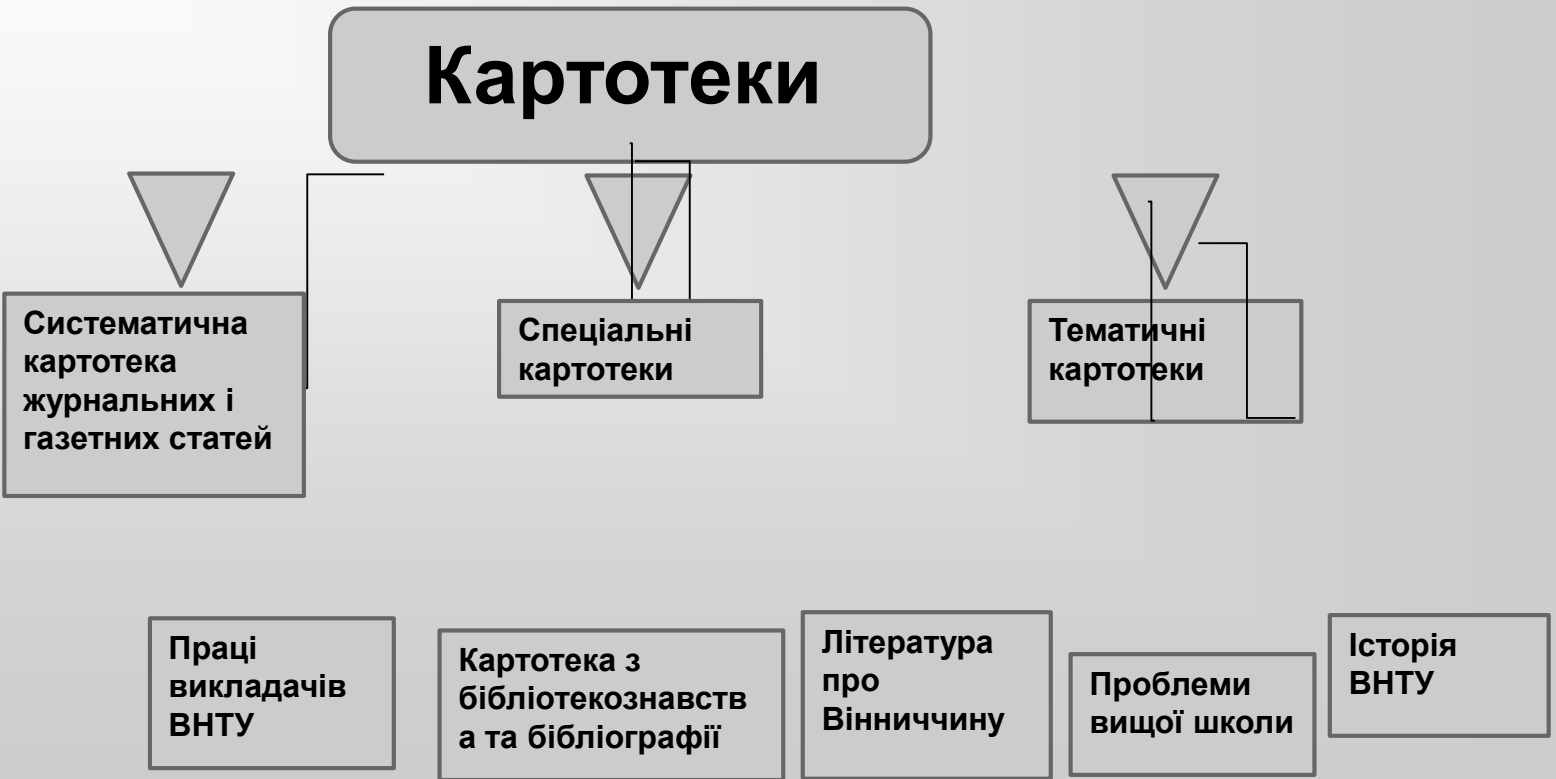 Картотеки
Систематична
картотека
журнальних і
газетних статей
Спеціальні
картотеки
Тематичні
картотеки
Праці
викладачів
ВНТУ
Картотека з
бібліотекознавств
а та бібліографії
Література
про
Вінниччину
Проблеми
вищої школи
Історія
ВНТУ